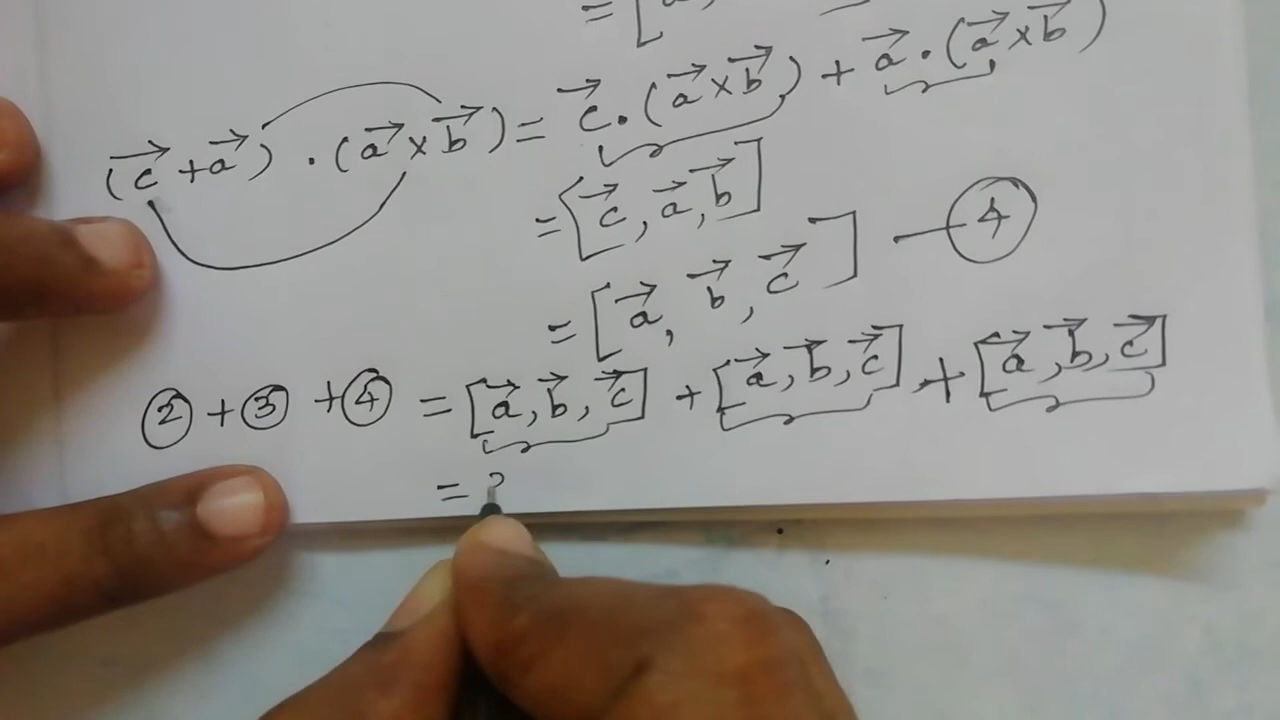 = [a⃗,
(c⃗ + a⃗) . (a⃗ × b⃗) = c⃗ . (a⃗ × b⃗) + a⃗ . (a⃗ × b⃗)
= [c⃗, a⃗, b⃗]
= [a⃗, b⃗, c⃗] — ④
② + ③ + ④ = [a⃗, b⃗, c⃗] + [a⃗, b⃗, c⃗] + [a⃗, b⃗, c⃗]
=